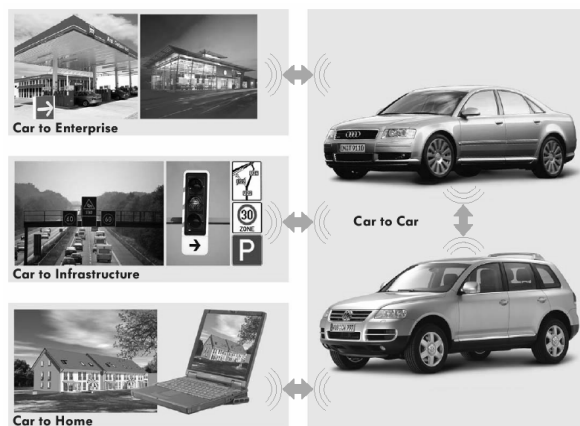 Car to Enterprise
Car to Infrastructure
30
ZONE
P
Car to Home
Car to Car